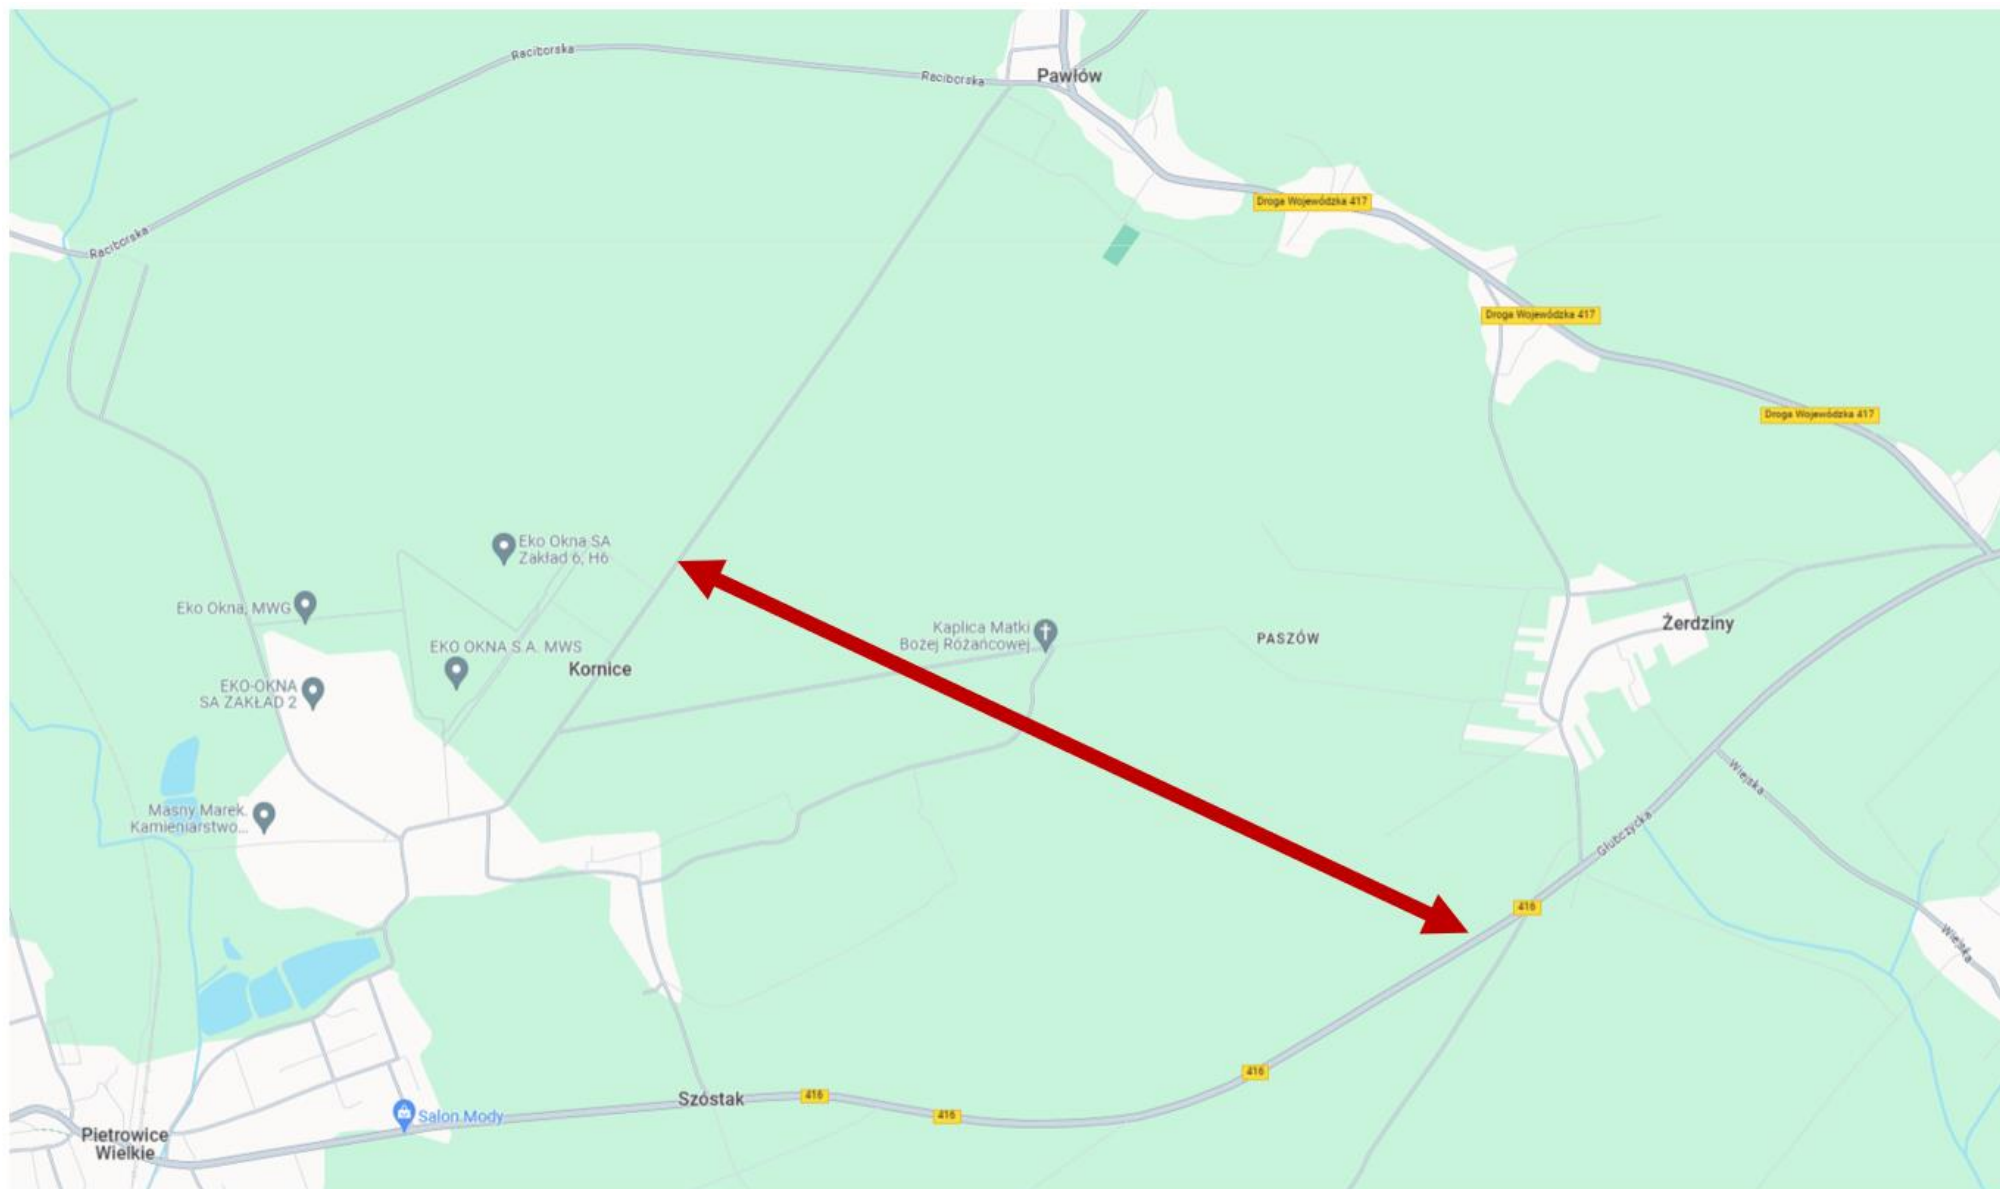 Raciborska
Raciborska
Pawłów
Droga Wojewódzka 417
Raciborska
Droga Wojewódzka 417
Droga Wojewódzka 417
Eko Okna SA
Zakład 6, H6
Eko Okna, MWG
Kaplica Matki
Bożej Różańcowej...
PASZÓW
Żerdziny
EKO OKNA S.A. MWS
Kornice
EKO-OKNA
SA ZAKŁAD 2
Wiejska
Masny Marek.
Kamieniarstwo...
Głubczycka
416
Wiejska
416
Szóstak
416
416
Salon Mody
Pietrowice
Wielkie